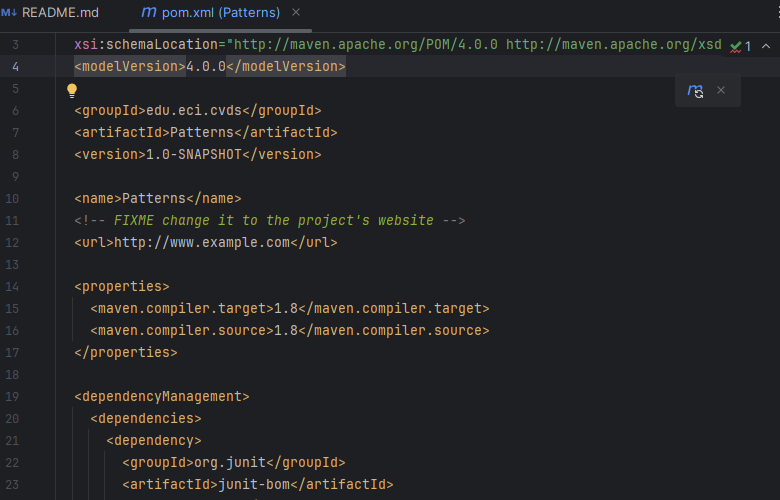 README.md
pom.xml (Patterns)
3 xsi:schemaLocation="http://maven.apache.org/POM/4.0.0 http://maven.apache.org/xsd 1
4 <modelVersion>4.0.0</modelVersion>
5
6 <groupId>edu.eci.cvds</groupId>
7 <artifactId>Patterns</artifactId>
8 <version>1.0-SNAPSHOT</version>
9
10 <name>Patterns</name>
11 <!-- FIXME change it to the project's website -->
12 <url>http://www.example.com</url>
13
14 <properties>
15 <maven.compiler.target>1.8</maven.compiler.target>
16 <maven.compiler.source>1.8</maven.compiler.source>
17 </properties>
18
19 <dependencyManagement>
20 <dependencies>
21 <dependency>
22 <groupId>org.junit</groupId>
23 <artifactId>junit-bom</artifactId>